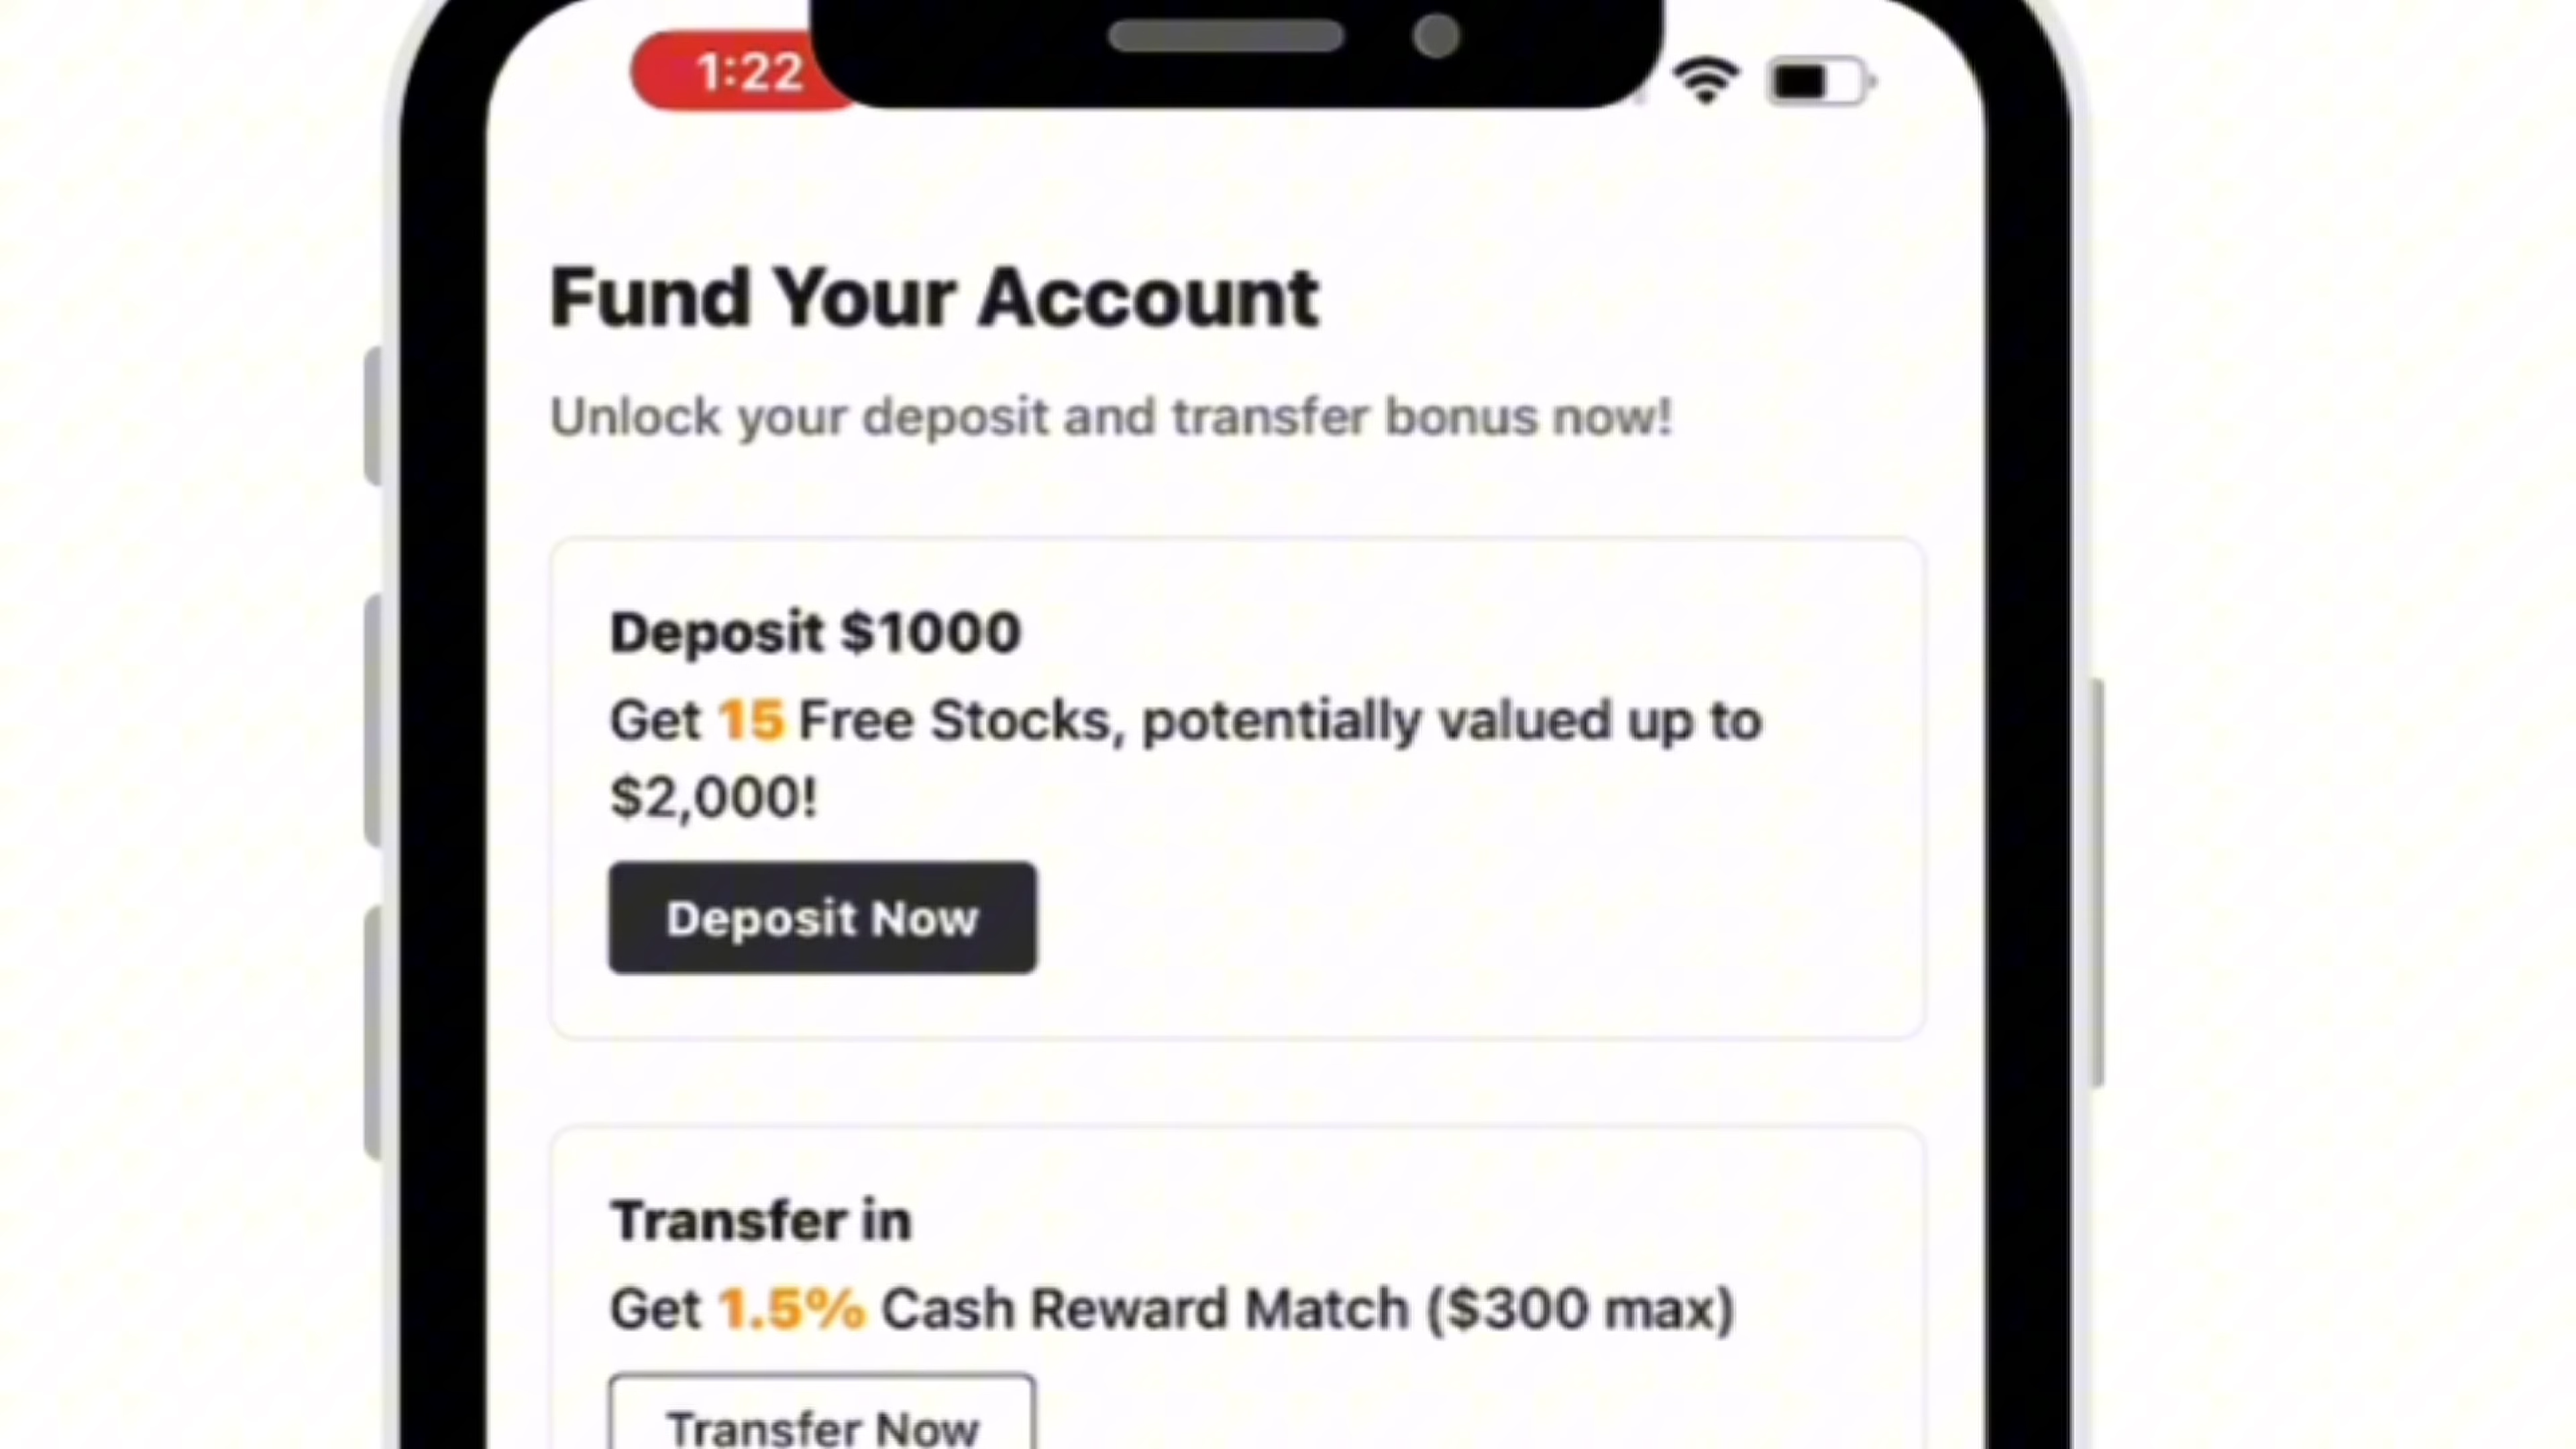 1:22
Fund Your Account
Unlock your deposit and transfer bonus now!
Deposit $1000
Get 15 Free Stocks, potentially valued up to
$2,000!
Deposit Now
Transfer in
Get 1.5% Cash Reward Match ($300 max)
Transfer Now